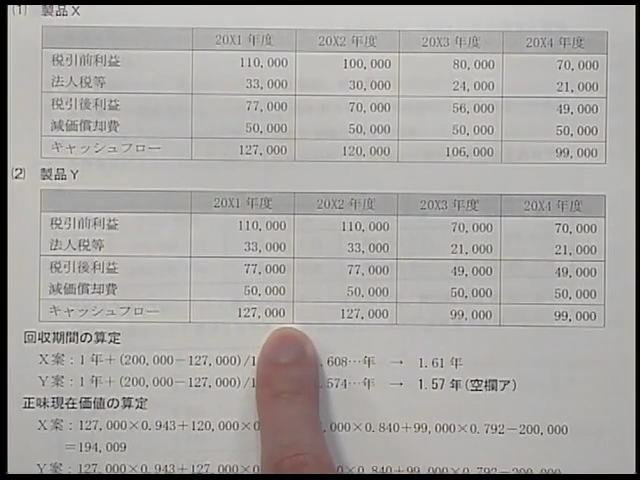 (1) 製品X
20X1年度 20X2年度 20X3年度 20X4年度
税引前利益 110,000 100,000 80,000 70,000
法人税等 33,000 30,000 24,000 21,000
税引後利益 77,000 70,000 56,000 49,000
減価償却費 50,000 50,000 50,000 50,000
キャッシュフロー 127,000 120,000 106,000 99,000
(2) 製品Y
20X1年度 20X2年度 20X3年度 20X4年度
税引前利益 110,000 110,000 70,000 70,000
法人税等 33,000 33,000 21,000 21,000
税引後利益 77,000 77,000 49,000 49,000
減価償却費 50,000 50,000 50,000 50,000
キャッシュフロー 127,000 127,000 99,000 99,000
回収期間の算定
X案:1年+(200,000−127,000)/1 .608…年 → 1.61年
Y案:1年+(200,000−127,000)/1 .574…年 → 1.57年(空欄ア)
正味現在価値の算定
X案:127,000×0.943+120,000×0 ,000×0.840+99,000×0.792−200,000
=194,009
Y案:127,000×0.943+127,000×0 ×0.840+99,000×0.792−200,000